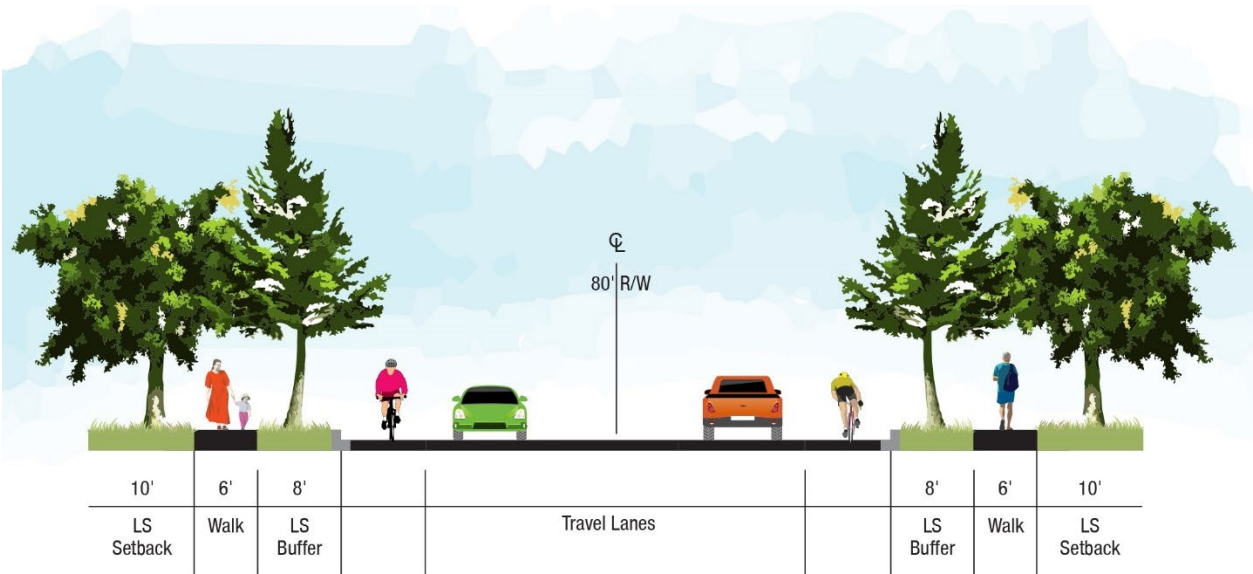 ℄
80' R/W
10' 6' 8' 8' 6' 10'
LS Setback Walk LS Buffer Travel Lanes LS Buffer Walk LS Setback